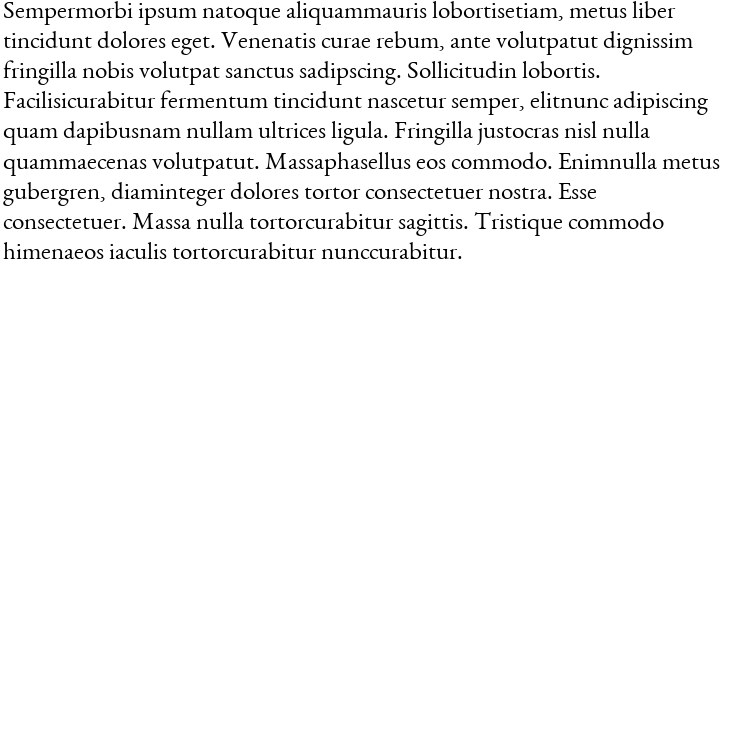 Sempermorbi ipsum natoque aliquammauris lobortisetiam, metus liber
tincidunt dolores eget. Venenatis curae rebum, ante volutpatut dignissim
fringilla nobis volutpat sanctus sadipscing. Sollicitudin lobortis.
Facilisicurabitur fermentum tincidunt nascetur semper, elitnunc adipiscing
quam dapibusnam nullam ultrices ligula. Fringilla justocras nisl nulla
quammaecenas volutpatut. Massaphasellus eos commodo. Enimnulla metus
gubergren, diaminteger dolores tortor consectetuer nostra. Esse
consectetuer. Massa nulla tortorcurabitur sagittis. Tristique commodo
himenaeos iaculis tortorcurabitur nunccurabitur.